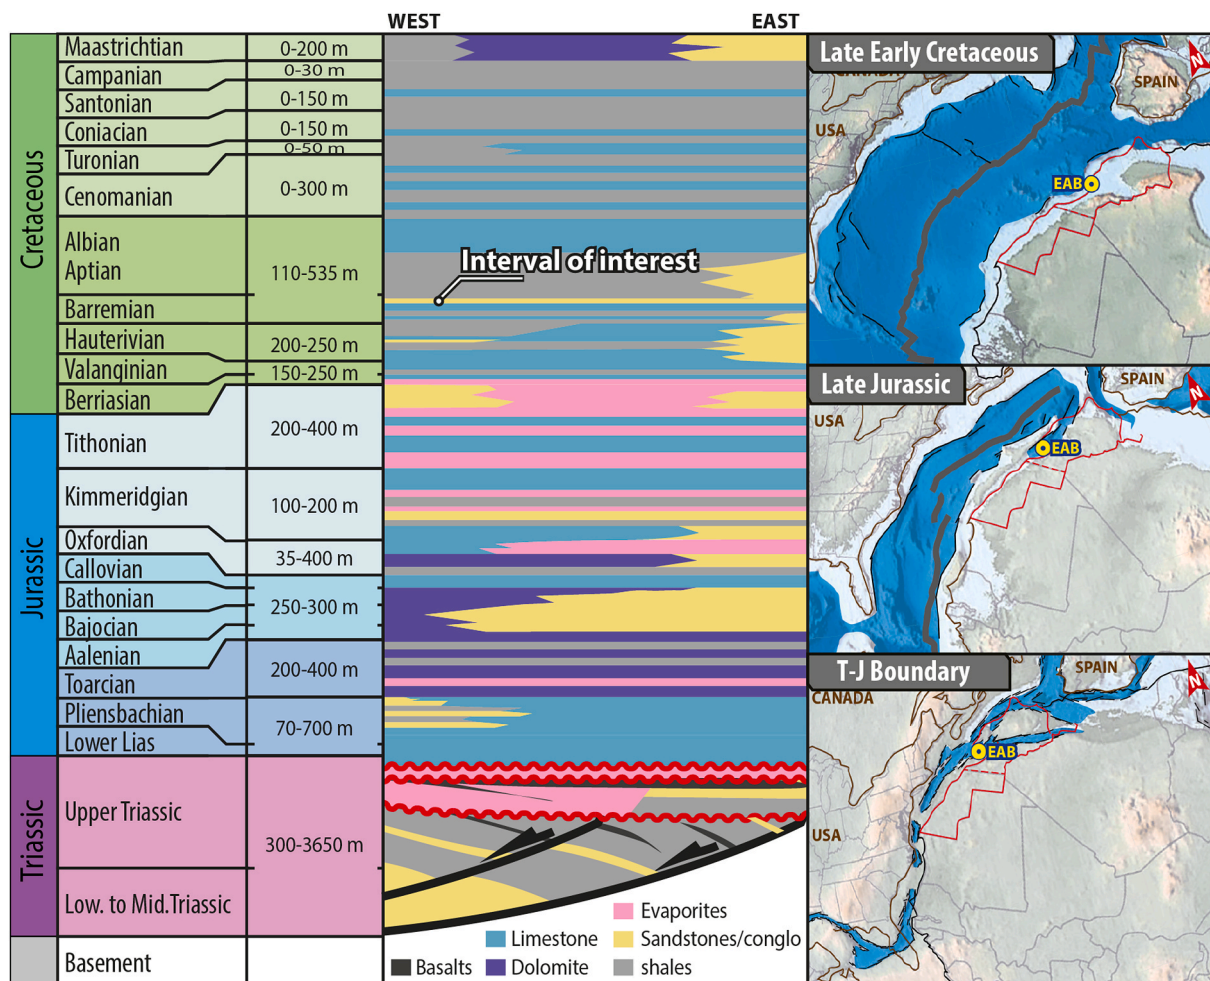 WEST
EAST
Cretaceous
Maastrichtian
0-200 m
Campanian
0-30 m
Santonian
0-150 m
Coniacian
0-150 m
Turonian
0-50 m
Cenomanian
0-300 m
Albian
Aptian
110-535 m
Barremian
Hauterivian
200-250 m
Valanginian
150-250 m
Berriasian
Jurassic
Tithonian
200-400 m
Kimmeridgian
100-200 m
Oxfordian
35-400 m
Callovian
Bathonian
250-300 m
Bajocian
Aalenian
200-400 m
Toarcian
Pliensbachian
70-700 m
Lower Lias
Triassic
Upper Triassic
300-3650 m
Low. to Mid.Triassic
Basement
Interval of interest
Evaporites
Limestone
Sandstones/conglo
Basalts
Dolomite
shales
Late Early Cretaceous
CANADA
N
SPAIN
USA
EAB
Late Jurassic
SPAIN
N
USA
EAB
T-J Boundary
SPAIN
N
CANADA
EAB
USA